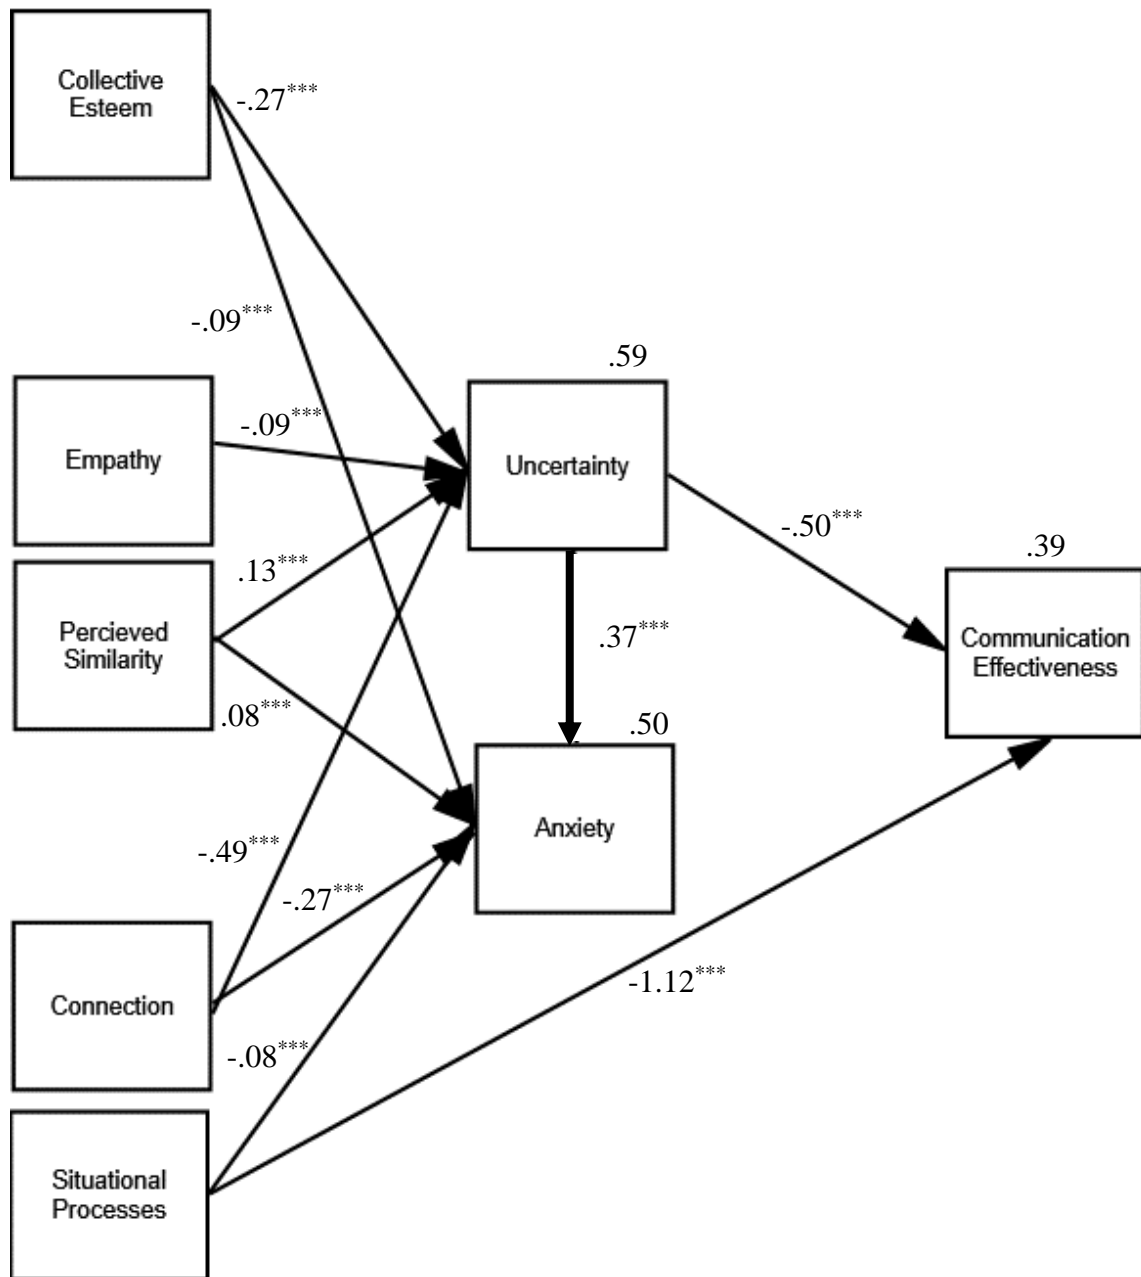 Collective
Esteem
-.27***
-.09***
.59
Empathy
-.09***
Uncertainty
-.50***
.39
.13***
Percieved
Similarity
.37***
Communication
Effectiveness
.08***
.50
Anxiety
-.49***
-.27***
-1.12***
Connection
-.08***
Situational
Processes